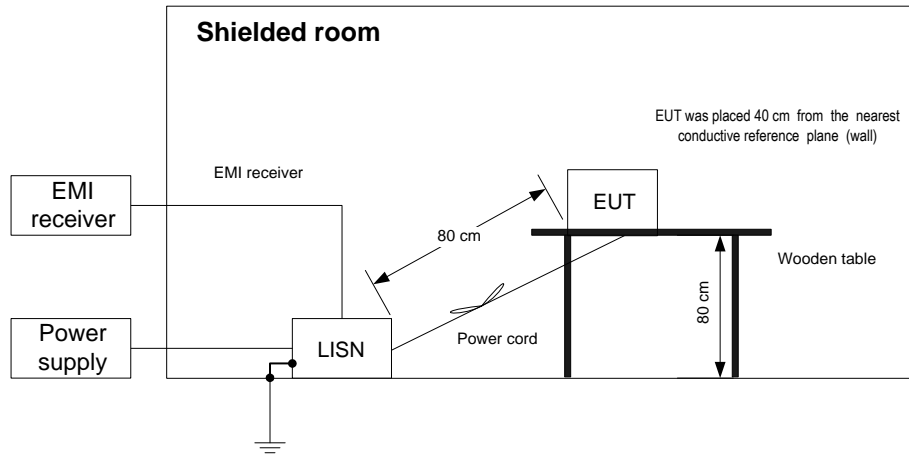 Shielded room
EUT was placed 40 cm from the nearest
conductive reference plane (wall)
EMI receiver
EMI
receiver
EUT
80 cm
Wooden table
80 cm
Power
supply
LISN
Power cord